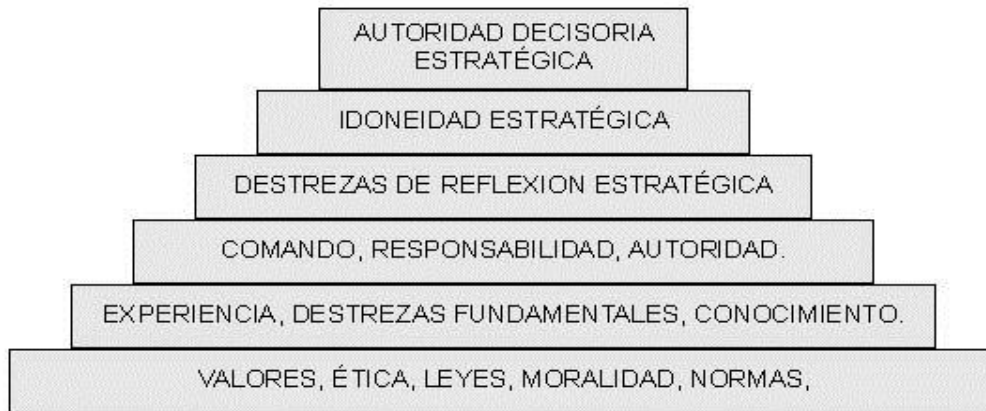 AUTORIDAD DECISORIA
ESTRATÉGICA
IDONEIDAD ESTRATÉGICA
DESTREZAS DE REFLEXION ESTRATÉGICA
COMANDO, RESPONSABILIDAD, AUTORIDAD.
EXPERIENCIA, DESTREZAS FUNDAMENTALES, CONOCIMIENTO.
VALORES, ÉTICA, LEYES, MORALIDAD, NORMAS,